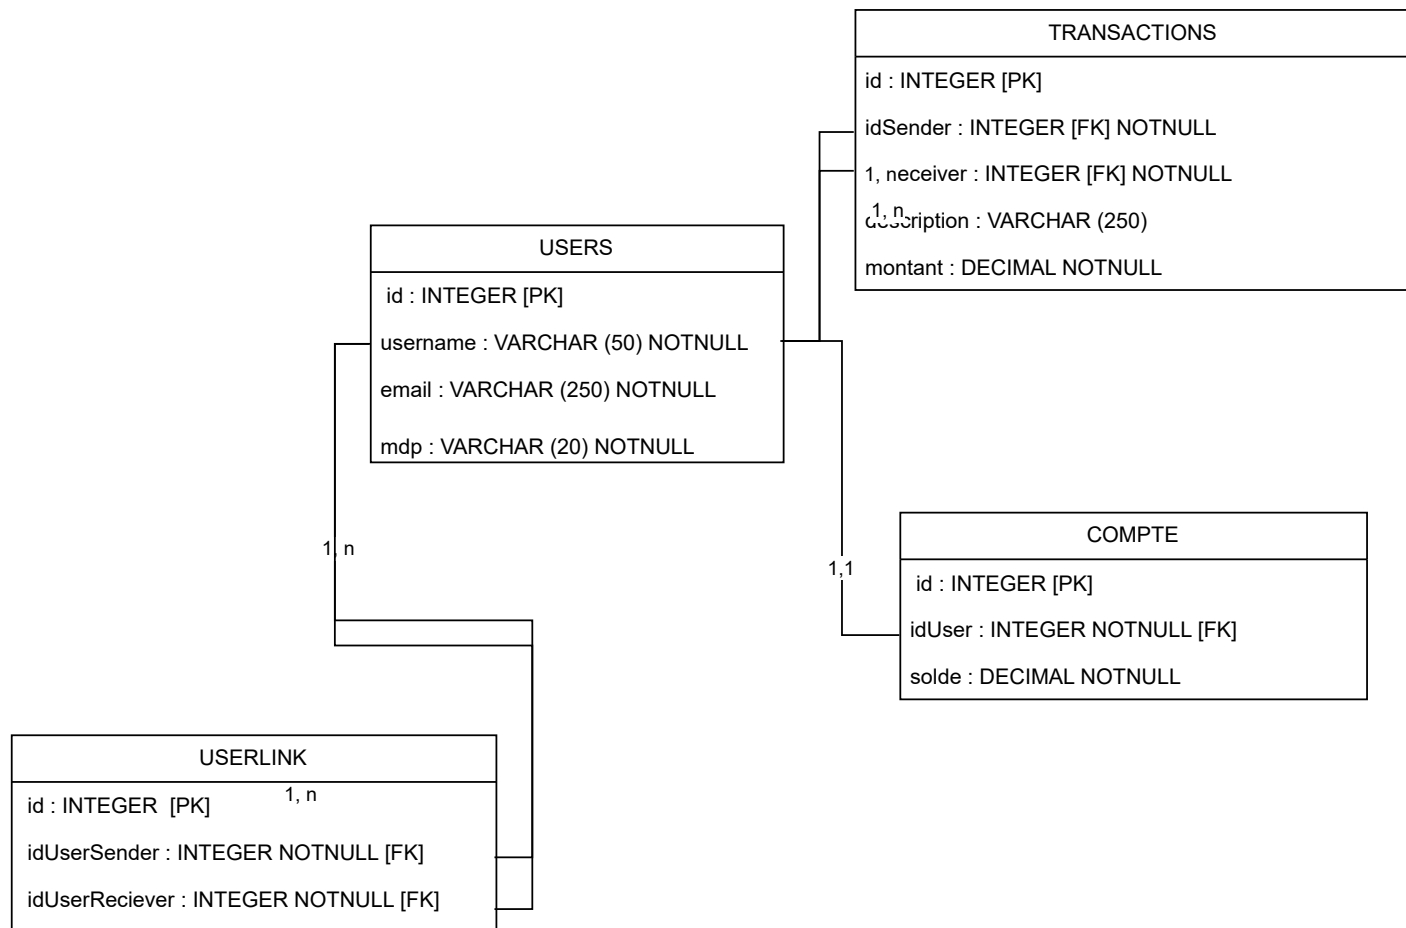 TRANSACTIONS
id : INTEGER [PK]
idSender : INTEGER [FK] NOTNULL
1, neceiver : INTEGER [FK] NOTNULL
1, n
description : VARCHAR (250)
montant : DECIMAL NOTNULL
USERS
id : INTEGER [PK]
username : VARCHAR (50) NOTNULL
email : VARCHAR (250) NOTNULL
mdp : VARCHAR (20) NOTNULL
1, n
1,1
COMPTE
id : INTEGER [PK]
idUser : INTEGER NOTNULL [FK]
solde : DECIMAL NOTNULL
USERLINK
1, n
id : INTEGER [PK]
idUserSender : INTEGER NOTNULL [FK]
idUserReciever : INTEGER NOTNULL [FK]